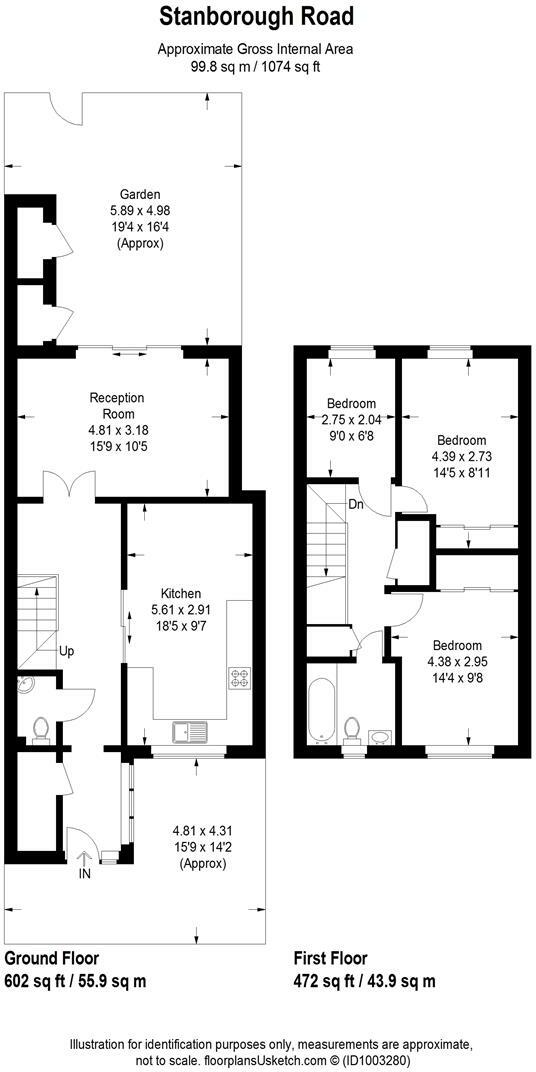 Stanborough Road
Approximate Gross Internal Area
99.8 sq m / 1074 sq ft
Garden
5.89 x 4.98
19'4 x 16'4
(Approx)
Reception
Room
4.81 x 3.18
15'9 x 10'5
Bedroom
2.75 x 2.04
9'0 x 6'8
Bedroom
4.39 x 2.73
14'5 x 8'11
Dn
Kitchen
5.61 x 2.91
18'5 x 9'7
Up
Bedroom
4.38 x 2.95
14'4 x 9'8
4.81 x 4.31
15'9 x 14'2
(Approx)
IN
Ground Floor
602 sq ft / 55.9 sq m
First Floor
472 sq ft / 43.9 sq m
Illustration for identification purposes only, measurements are approximate,
not to scale. floorplansUsketch.com © (ID1003280)